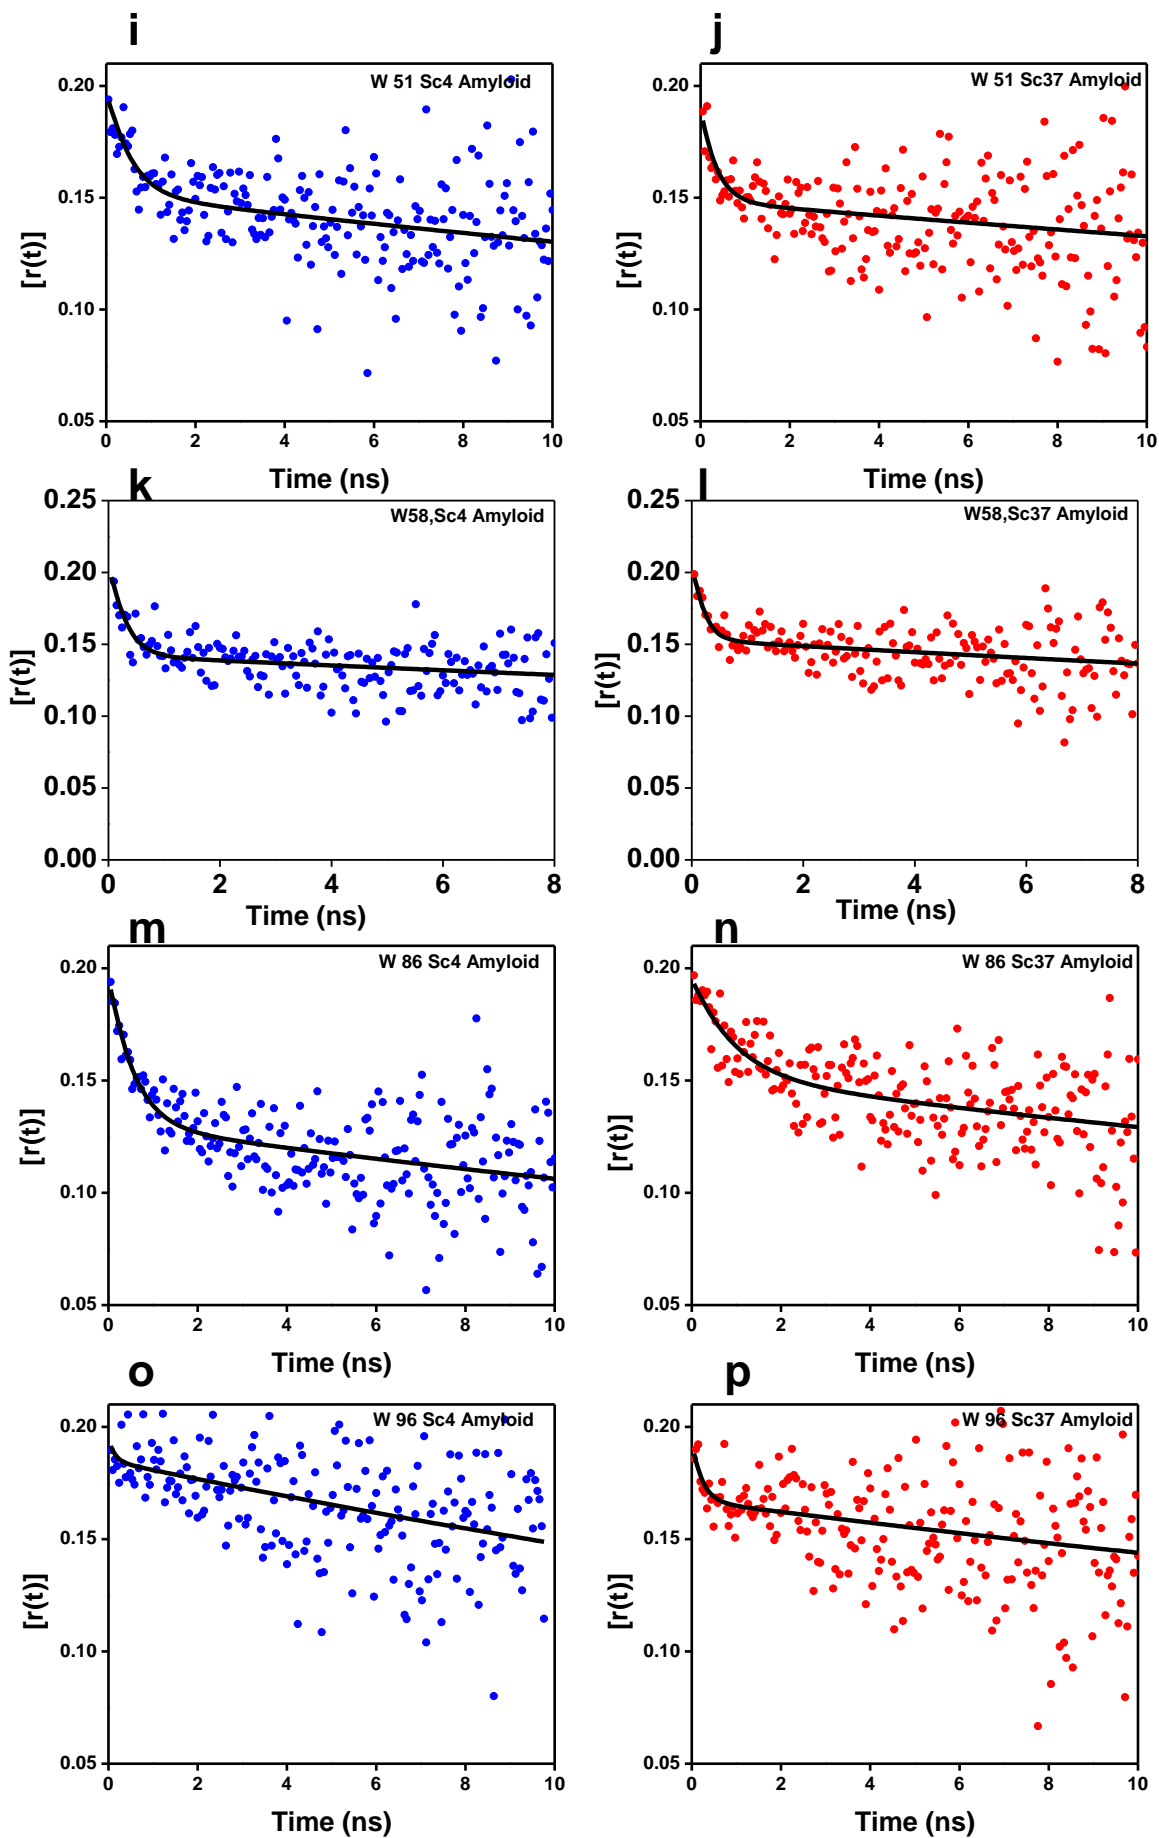 i
j
W 51 Sc4 Amyloid
W 51 Sc37 Amyloid
0.20
0.15
0.10
0.05
[r(t)]
0 2 4 6 8 10
Time (ns)
0.20
0.15
0.10
0.05
[r(t)]
0 2 4 6 8 10
Time (ns)
k
l
W58,Sc4 Amyloid
W58,Sc37 Amyloid
0.25
0.20
0.15
0.10
0.05
0.00
[r(t)]
0 2 4 6 8
Time (ns)
0.25
0.20
0.15
0.10
0.05
0.00
[r(t)]
0 2 4 6 8
Time (ns)
m
n
W 86 Sc4 Amyloid
W 86 Sc37 Amyloid
0.20
0.15
0.10
0.05
[r(t)]
0 2 4 6 8 10
Time (ns)
0.20
0.15
0.10
0.05
[r(t)]
0 2 4 6 8 10
Time (ns)
o
p
W 96 Sc4 Amyloid
W 96 Sc37 Amyloid
0.20
0.15
0.10
0.05
[r(t)]
0 2 4 6 8 10
Time (ns)
0.20
0.15
0.10
0.05
[r(t)]
0 2 4 6 8 10
Time (ns)